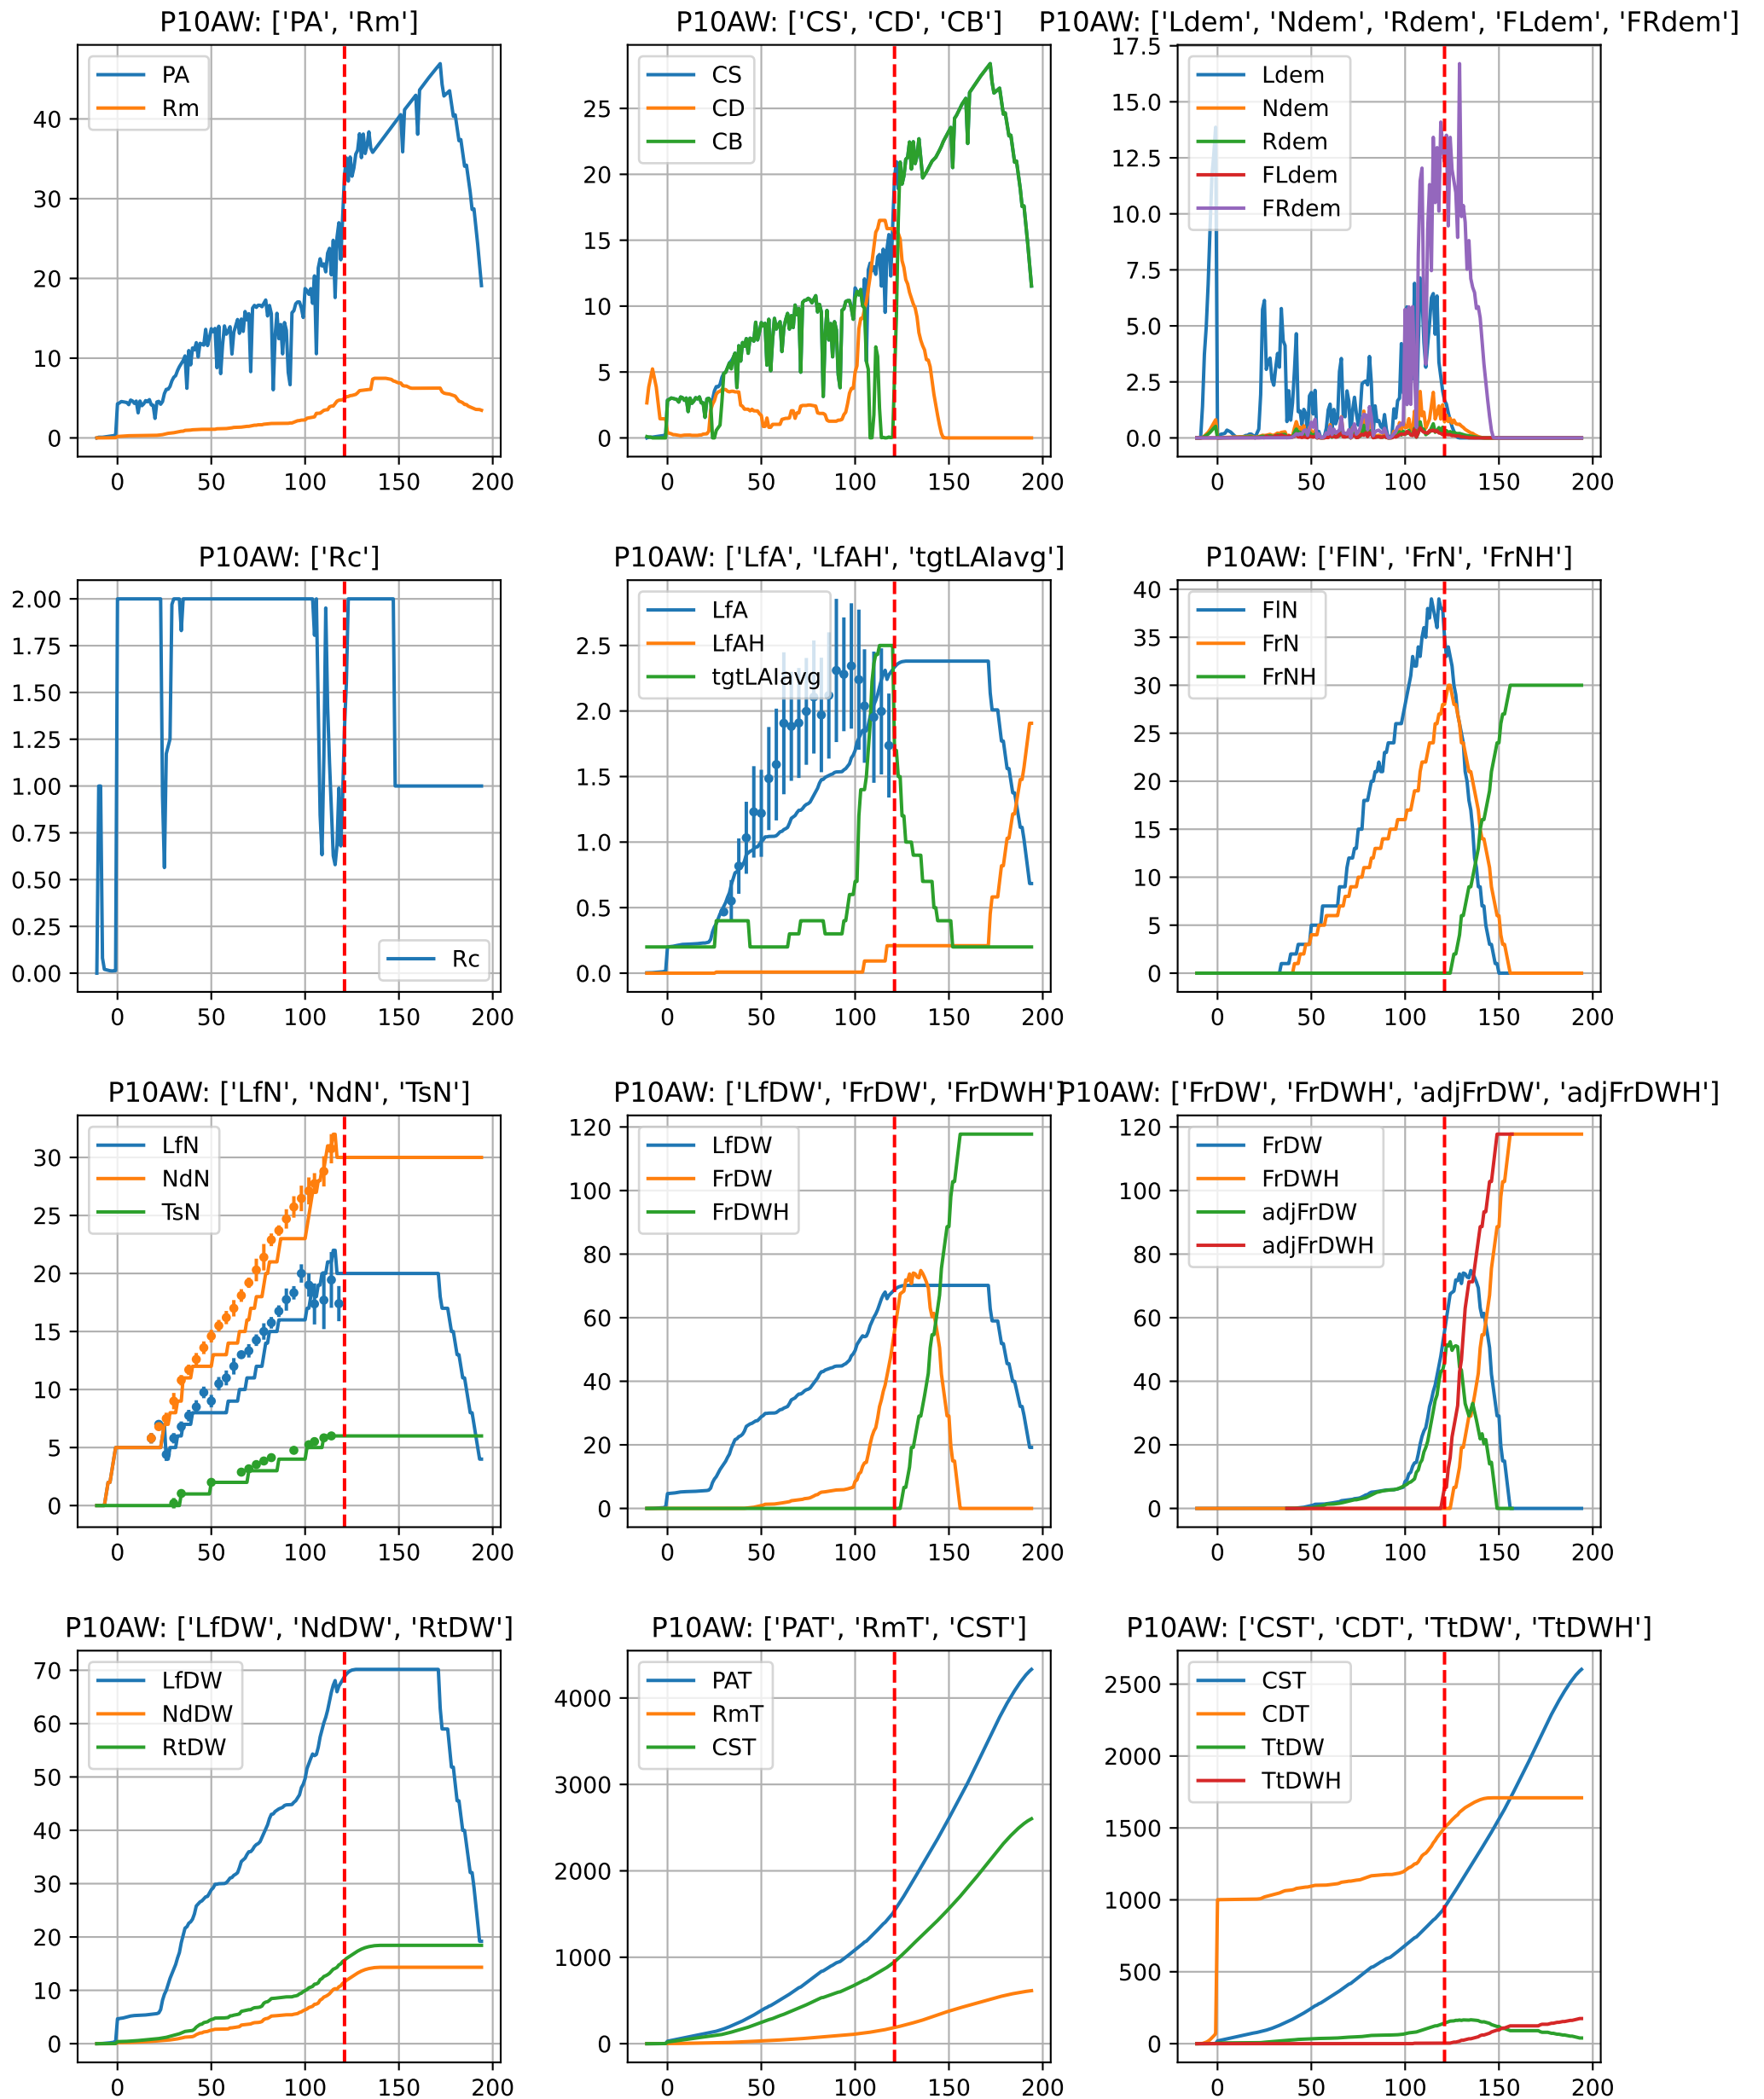 P10AW: ['PA', 'Rm']
PA
Rm
40
30
20
10
0
0 50 100 150 200
P10AW: ['CS', 'CD', 'CB']
CS
CD
CB
25
20
15
10
5
0
0 50 100 150 200
P10AW: ['Ldem', 'Ndem', 'Rdem', 'FLdem', 'FRdem']
Ldem
Ndem
Rdem
FLdem
FRdem
17.5
15.0
12.5
10.0
7.5
5.0
2.5
0.0
0 50 100 150 200
P10AW: ['Rc']
2.00
1.75
1.50
1.25
1.00
0.75
0.50
0.25
0.00
Rc
0 50 100 150 200
P10AW: ['LfA', 'LfAH', 'tgtLAIavg']
LfA
LfAH
tgtLAIavg
2.5
2.0
1.5
1.0
0.5
0.0
0 50 100 150 200
P10AW: ['FlN', 'FrN', 'FrNH']
FlN
FrN
FrNH
40
35
30
25
20
15
10
5
0
0 50 100 150 200
P10AW: ['LfN', 'NdN', 'TsN']
LfN
NdN
TsN
30
25
20
15
10
5
0
0 50 100 150 200
P10AW: ['LfDW', 'FrDW', 'FrDWH']
LfDW
FrDW
FrDWH
120
100
80
60
40
20
0
0 50 100 150 200
P10AW: ['FrDW', 'FrDWH', 'adjFrDW', 'adjFrDWH']
FrDW
FrDWH
adjFrDW
adjFrDWH
120
100
80
60
40
20
0
0 50 100 150 200
P10AW: ['LfDW', 'NdDW', 'RtDW']
LfDW
NdDW
RtDW
70
60
50
40
30
20
10
0
0 50 100 150 200
P10AW: ['PAT', 'RmT', 'CST']
PAT
RmT
CST
4000
3000
2000
1000
0
0 50 100 150 200
P10AW: ['CST', 'CDT', 'TtDW', 'TtDWH']
CST
CDT
TtDW
TtDWH
2500
2000
1500
1000
500
0
0 50 100 150 200